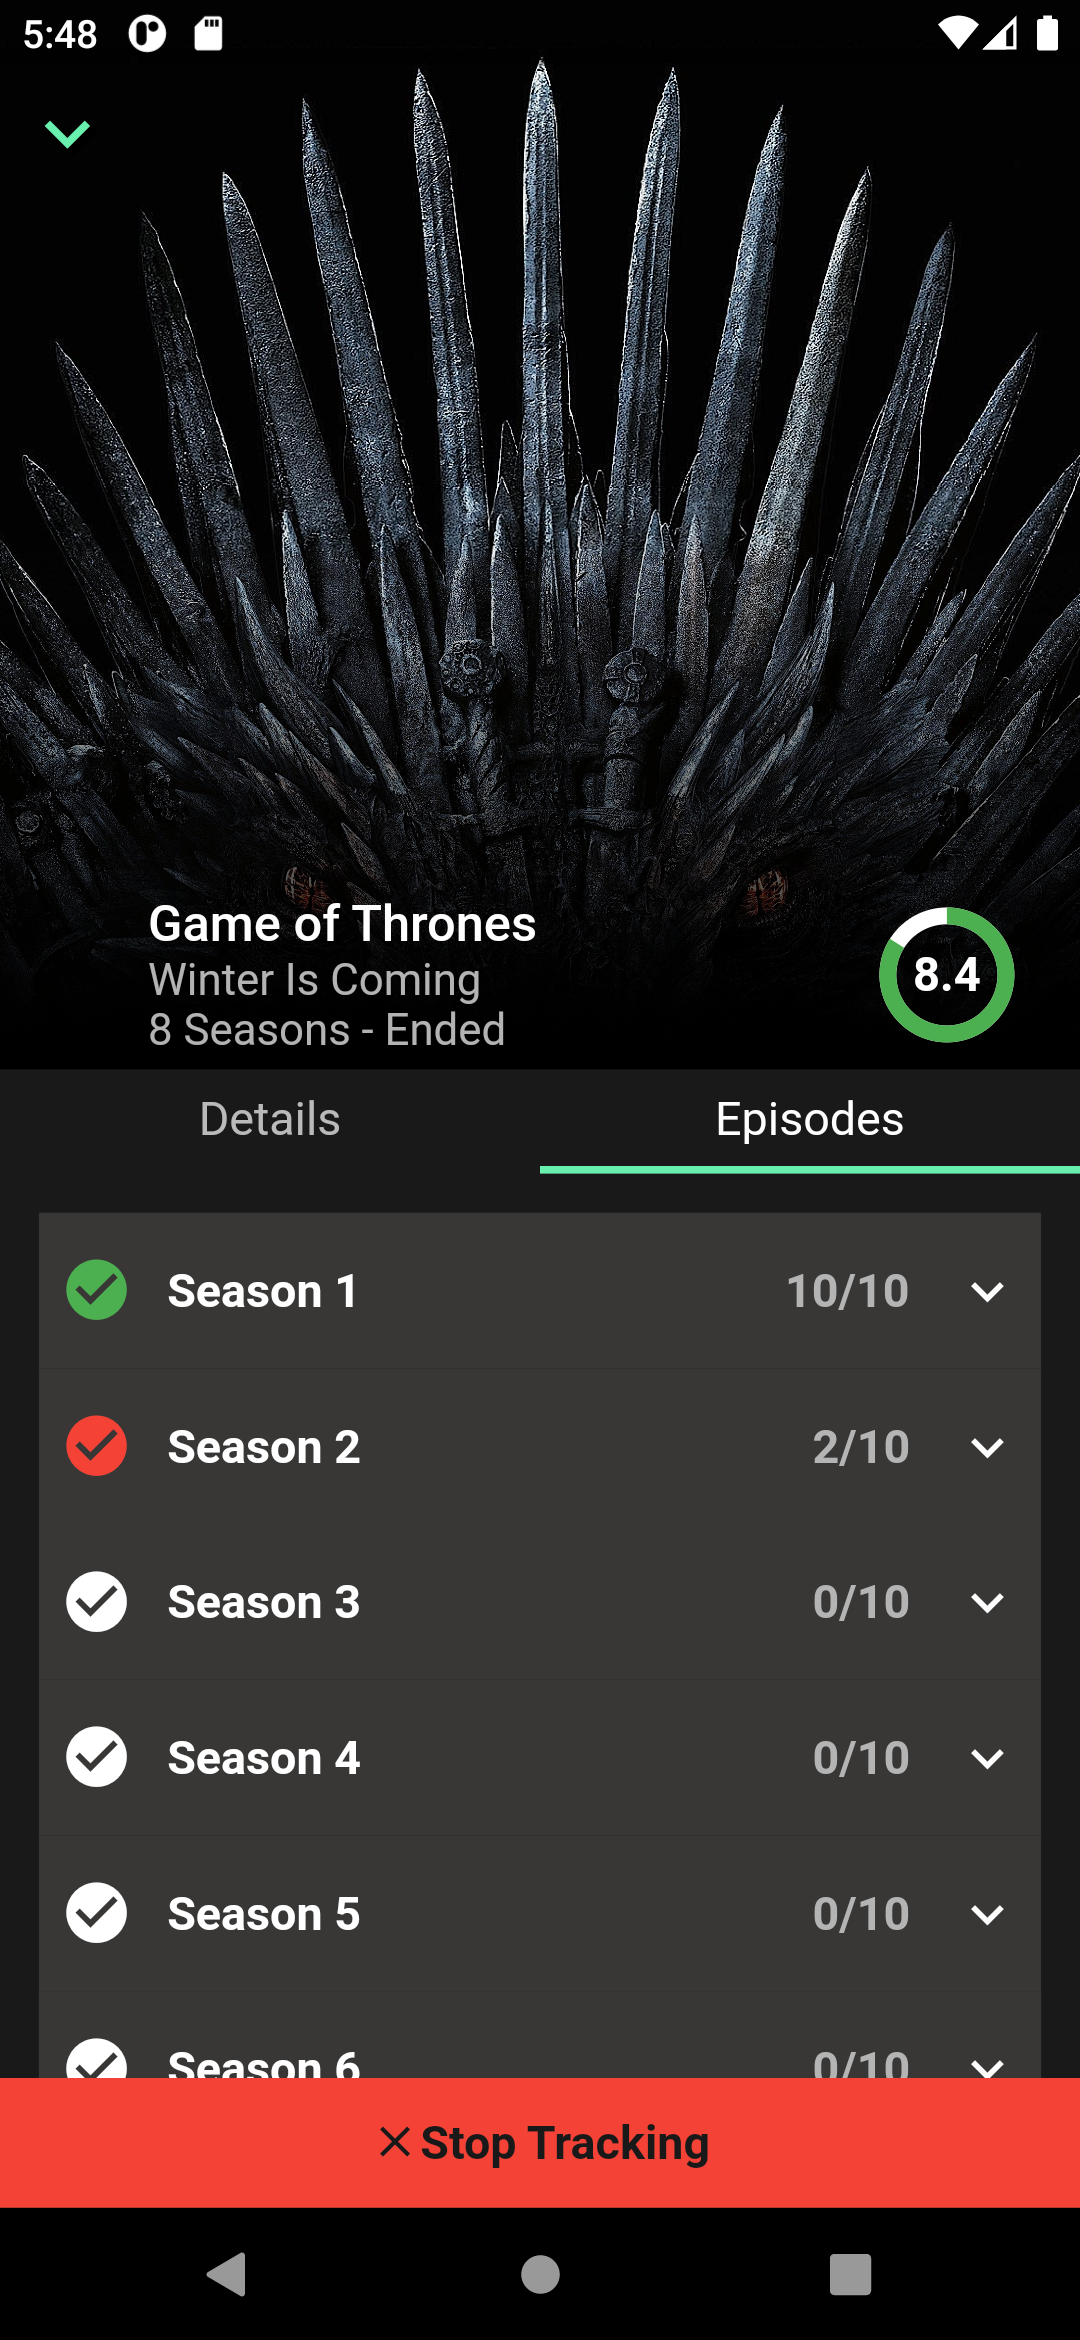 5:48
Game of Thrones
Winter Is Coming
8 Seasons - Ended
8.4
Details
Episodes
Season 1
10/10
Season 2
2/10
Season 3
0/10
Season 4
0/10
Season 5
0/10
Season 6
0/10
Stop Tracking